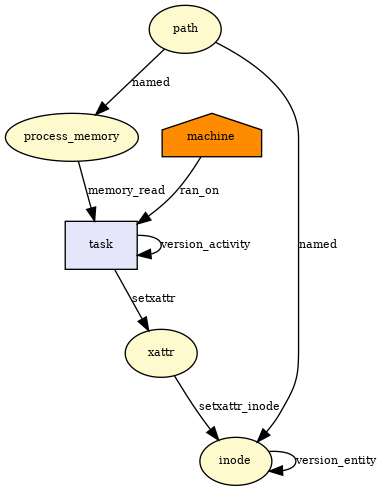 path
named
process_memory
machine
memory_read
ran_on
task
version_activity
named
setxattr
xattr
setxattr_inode
inode
version_entity